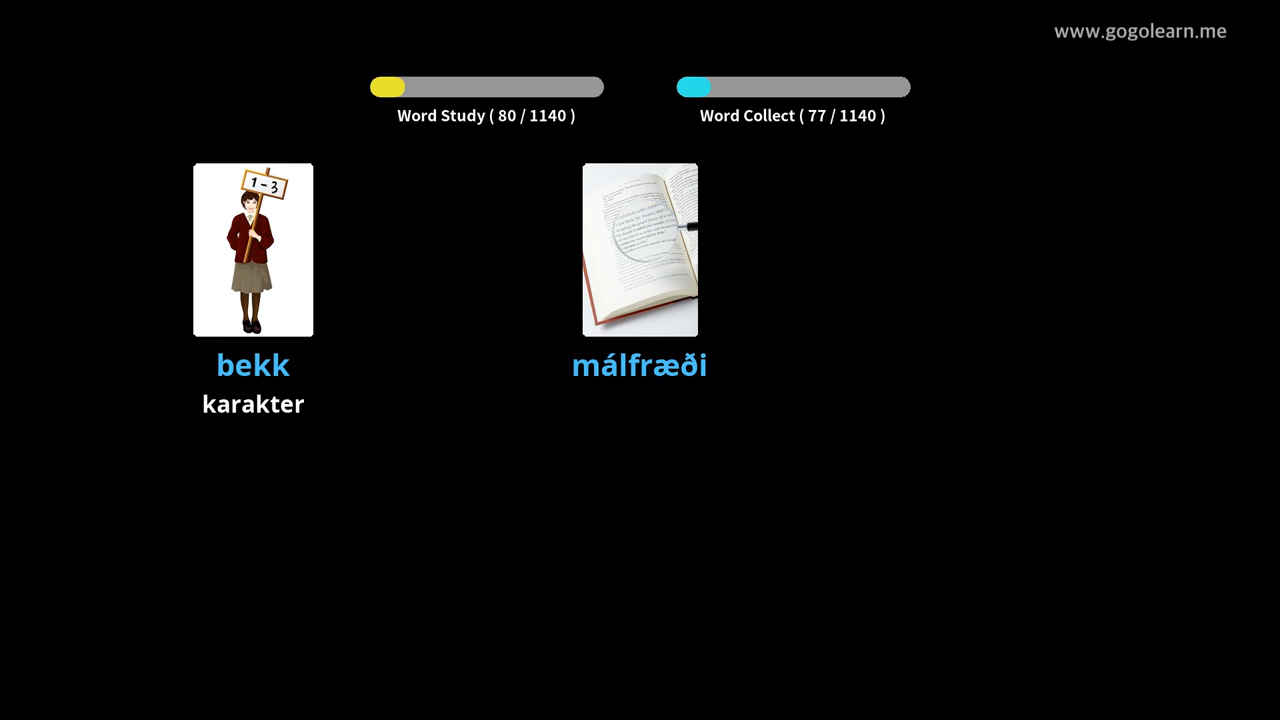 www.gogolearn.me
Word Study ( 80 / 1140 )
Word Collect ( 77 / 1140 )
1 - 3
bekk
karakter
málfræði